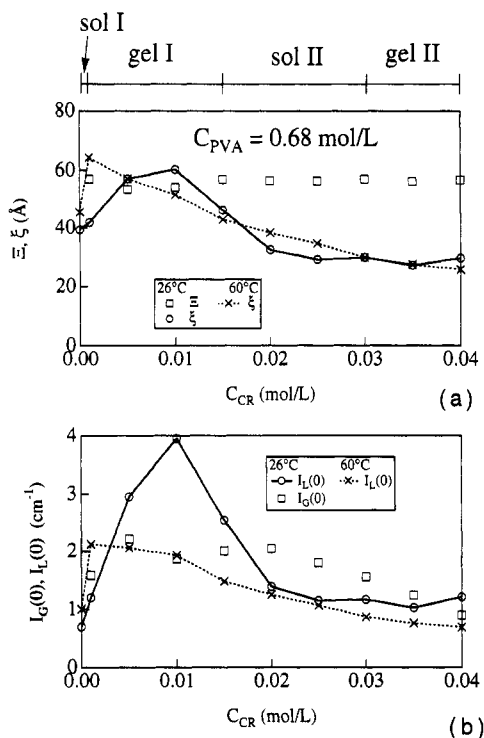 sol I
gel I sol II gel II
80
C_PVA = 0.68 mol/L
60
Ξ, ξ (Å)
40
26°C 60°C
Ξ ξ
20
ξ
0
0.00 0.01 0.02 0.03 0.04
C_CR (mol/L)
(a)
4
26°C 60°C
I_L(0) I_L(0)
3
I_G(0)
I_G(0), I_L(0) (cm⁻¹)
2
1
0
0.00 0.01 0.02 0.03 0.04
C_CR (mol/L)
(b)